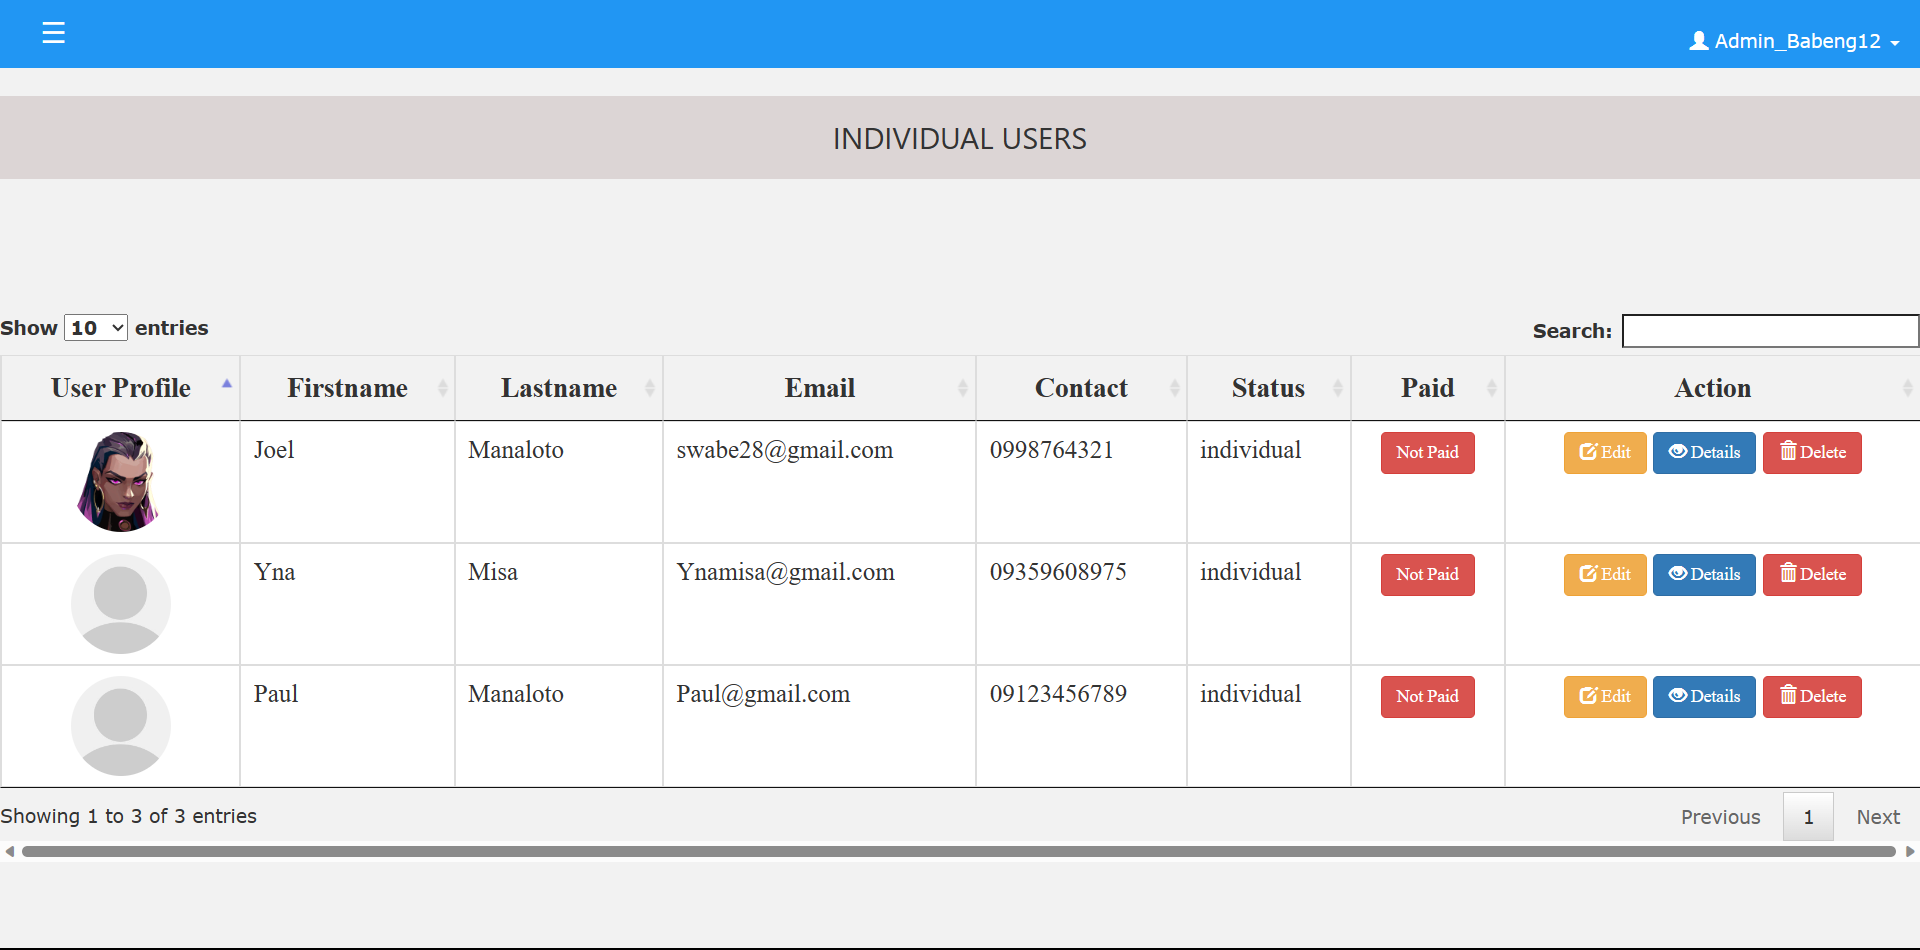 ☰ Admin_Babeng12
INDIVIDUAL USERS
Show 10 entries Search:
User Profile Firstname Lastname Email Contact Status Paid Action
Joel Manaloto swabe28@gmail.com 0998764321 individual Not Paid Edit Details Delete
Yna Misa Ynamisa@gmail.com 09359608975 individual Not Paid Edit Details Delete
Paul Manaloto Paul@gmail.com 09123456789 individual Not Paid Edit Details Delete
Showing 1 to 3 of 3 entries Previous 1 Next